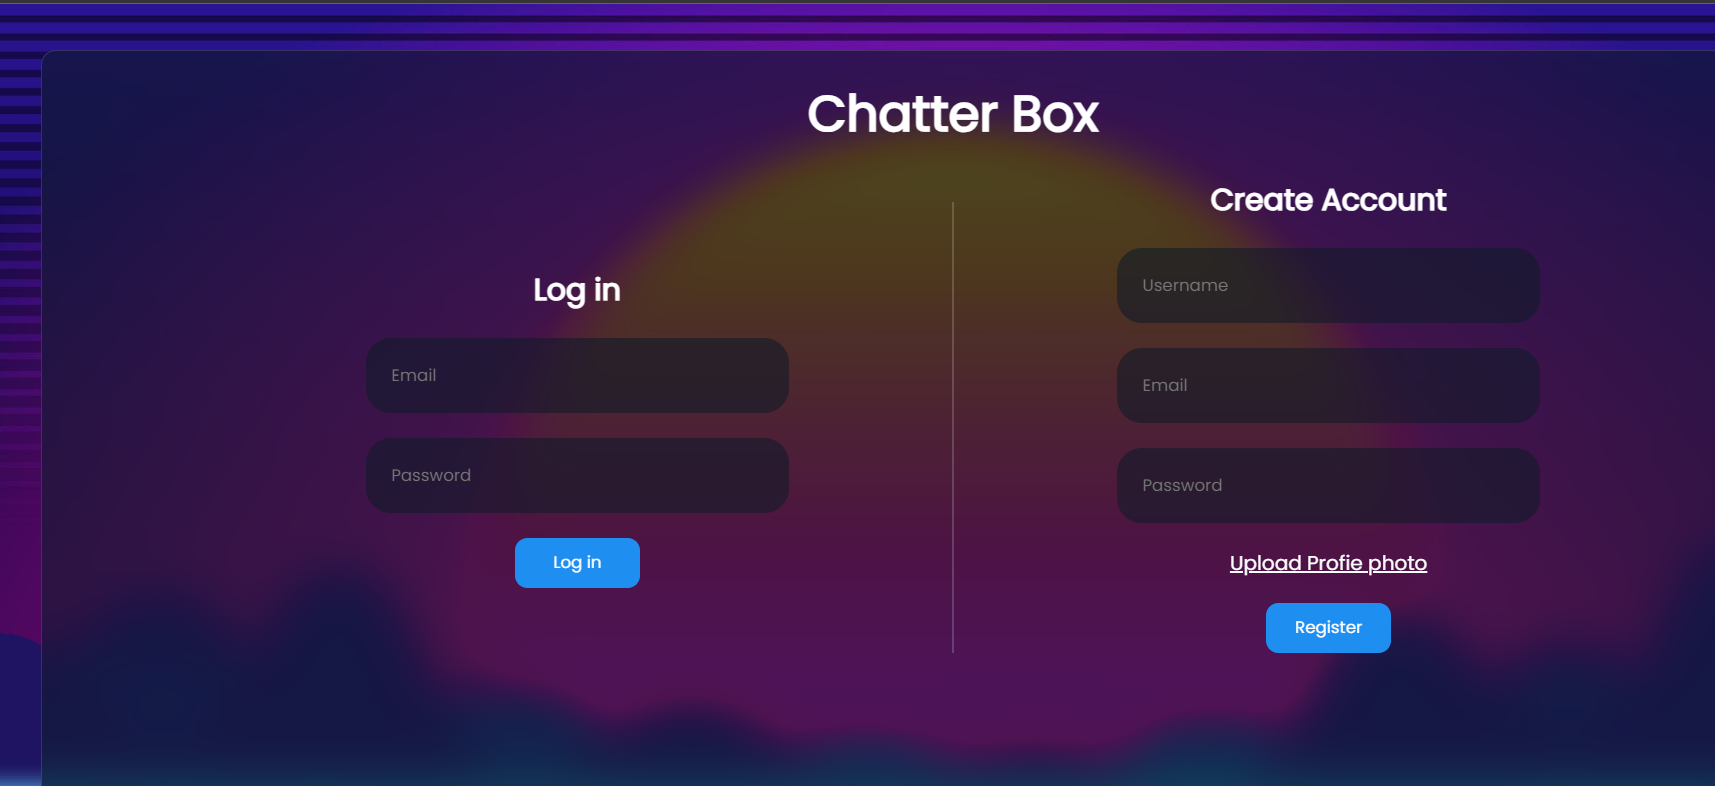 Chatter Box
Log in
Email
Password
Log in
Create Account
Username
Email
Password
Upload Profie photo
Register